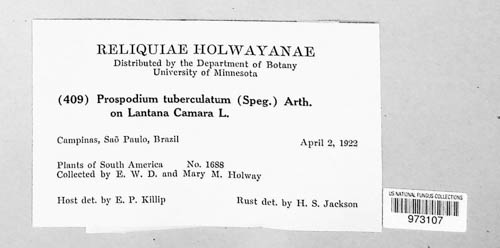 RELIQUIAE HOLWAYANAE
Distributed by the Department of Botany
University of Minnesota
(409) Prospodium tuberculatum (Speg.) Arth.
on Lantana Camara L.
Campinas, Saõ Paulo, Brazil April 2, 1922
Plants of South America No. 1688
Collected by E. W. D. and Mary M. Holway
Host det. by E. P. Killip Rust det. by H. S. Jackson
US NATIONAL FUNGUS COLLECTIONS
973107